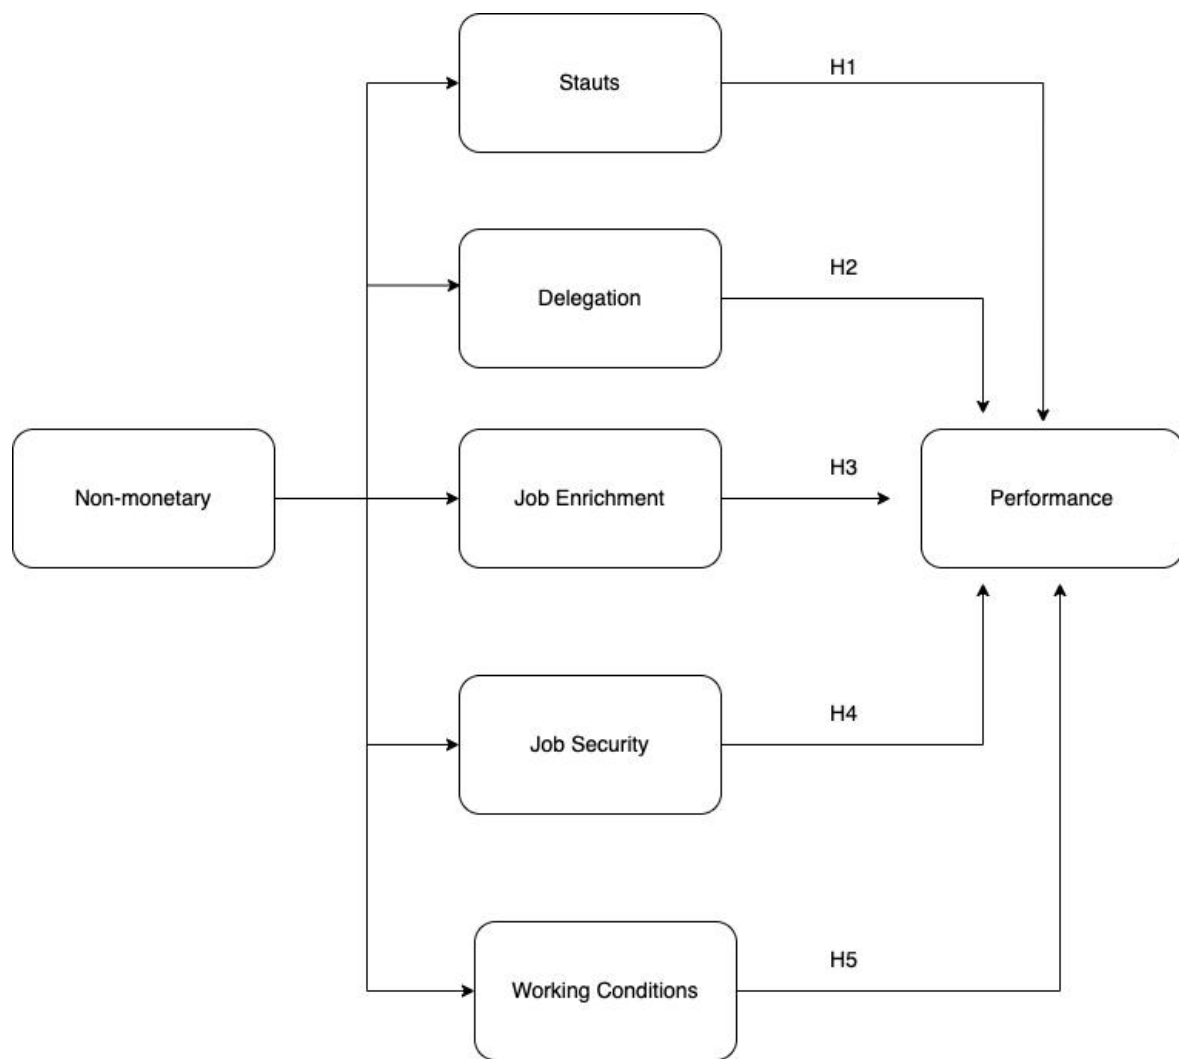 Stauts
H1
Delegation
H2
Non-monetary
Job Enrichment
H3
Performance
Job Security
H4
Working Conditions
H5